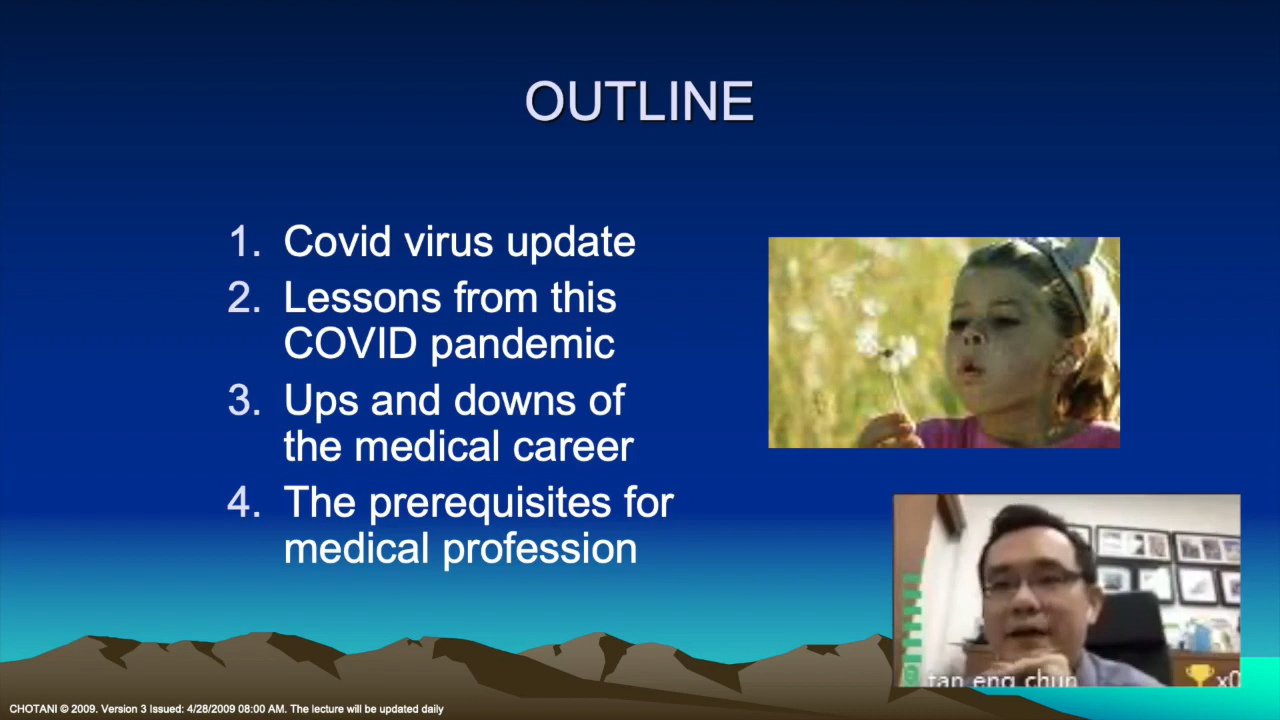 OUTLINE
1. Covid virus update
2. Lessons from this
COVID pandemic
3. Ups and downs of
the medical career
4. The prerequisites for
medical profession
tan eng chun
x0
CHOTANI © 2009. Version 3 Issued: 4/28/2009 08:00 AM. The lecture will be updated daily